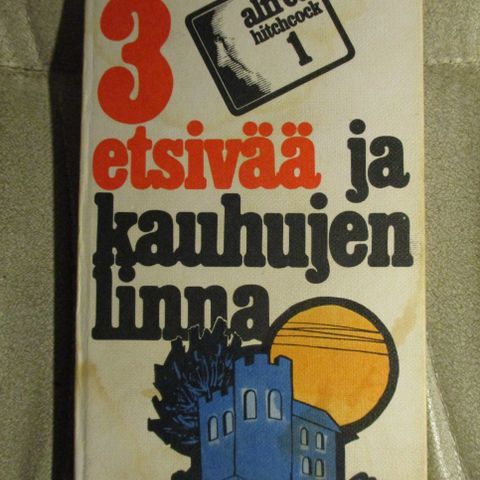 3
alfred
hitchcock
1
etsivää ja
kauhujen
linna